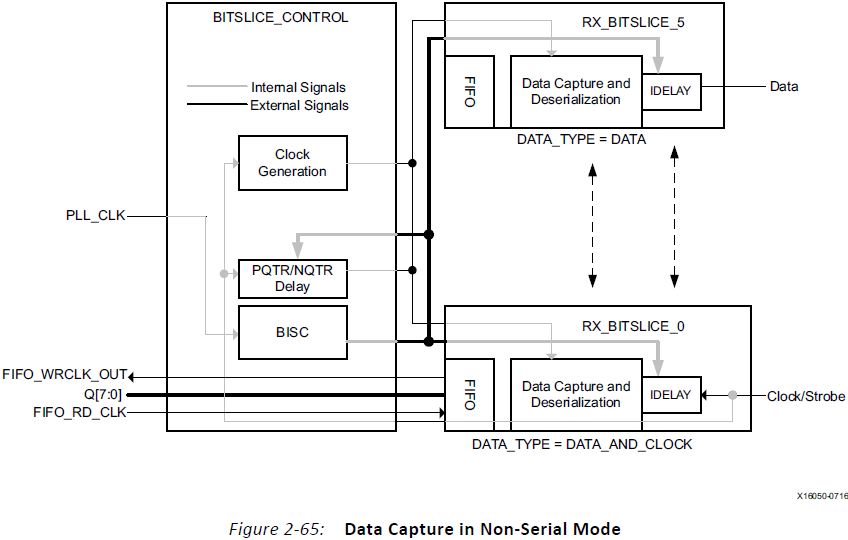 BITSLICE_CONTROL
Internal Signals
External Signals
Clock
Generation
PLL_CLK
PQTR/NQTR
Delay
BISC
FIFO_WRCLK_OUT
Q[7:0]
FIFO_RD_CLK
RX_BITSLICE_5
FIFO
Data Capture and
Deserialization
IDELAY
Data
DATA_TYPE = DATA
RX_BITSLICE_0
FIFO
Data Capture and
Deserialization
IDELAY
Clock/Strobe
DATA_TYPE = DATA_AND_CLOCK
X16050-0716
Figure 2-65: Data Capture in Non-Serial Mode